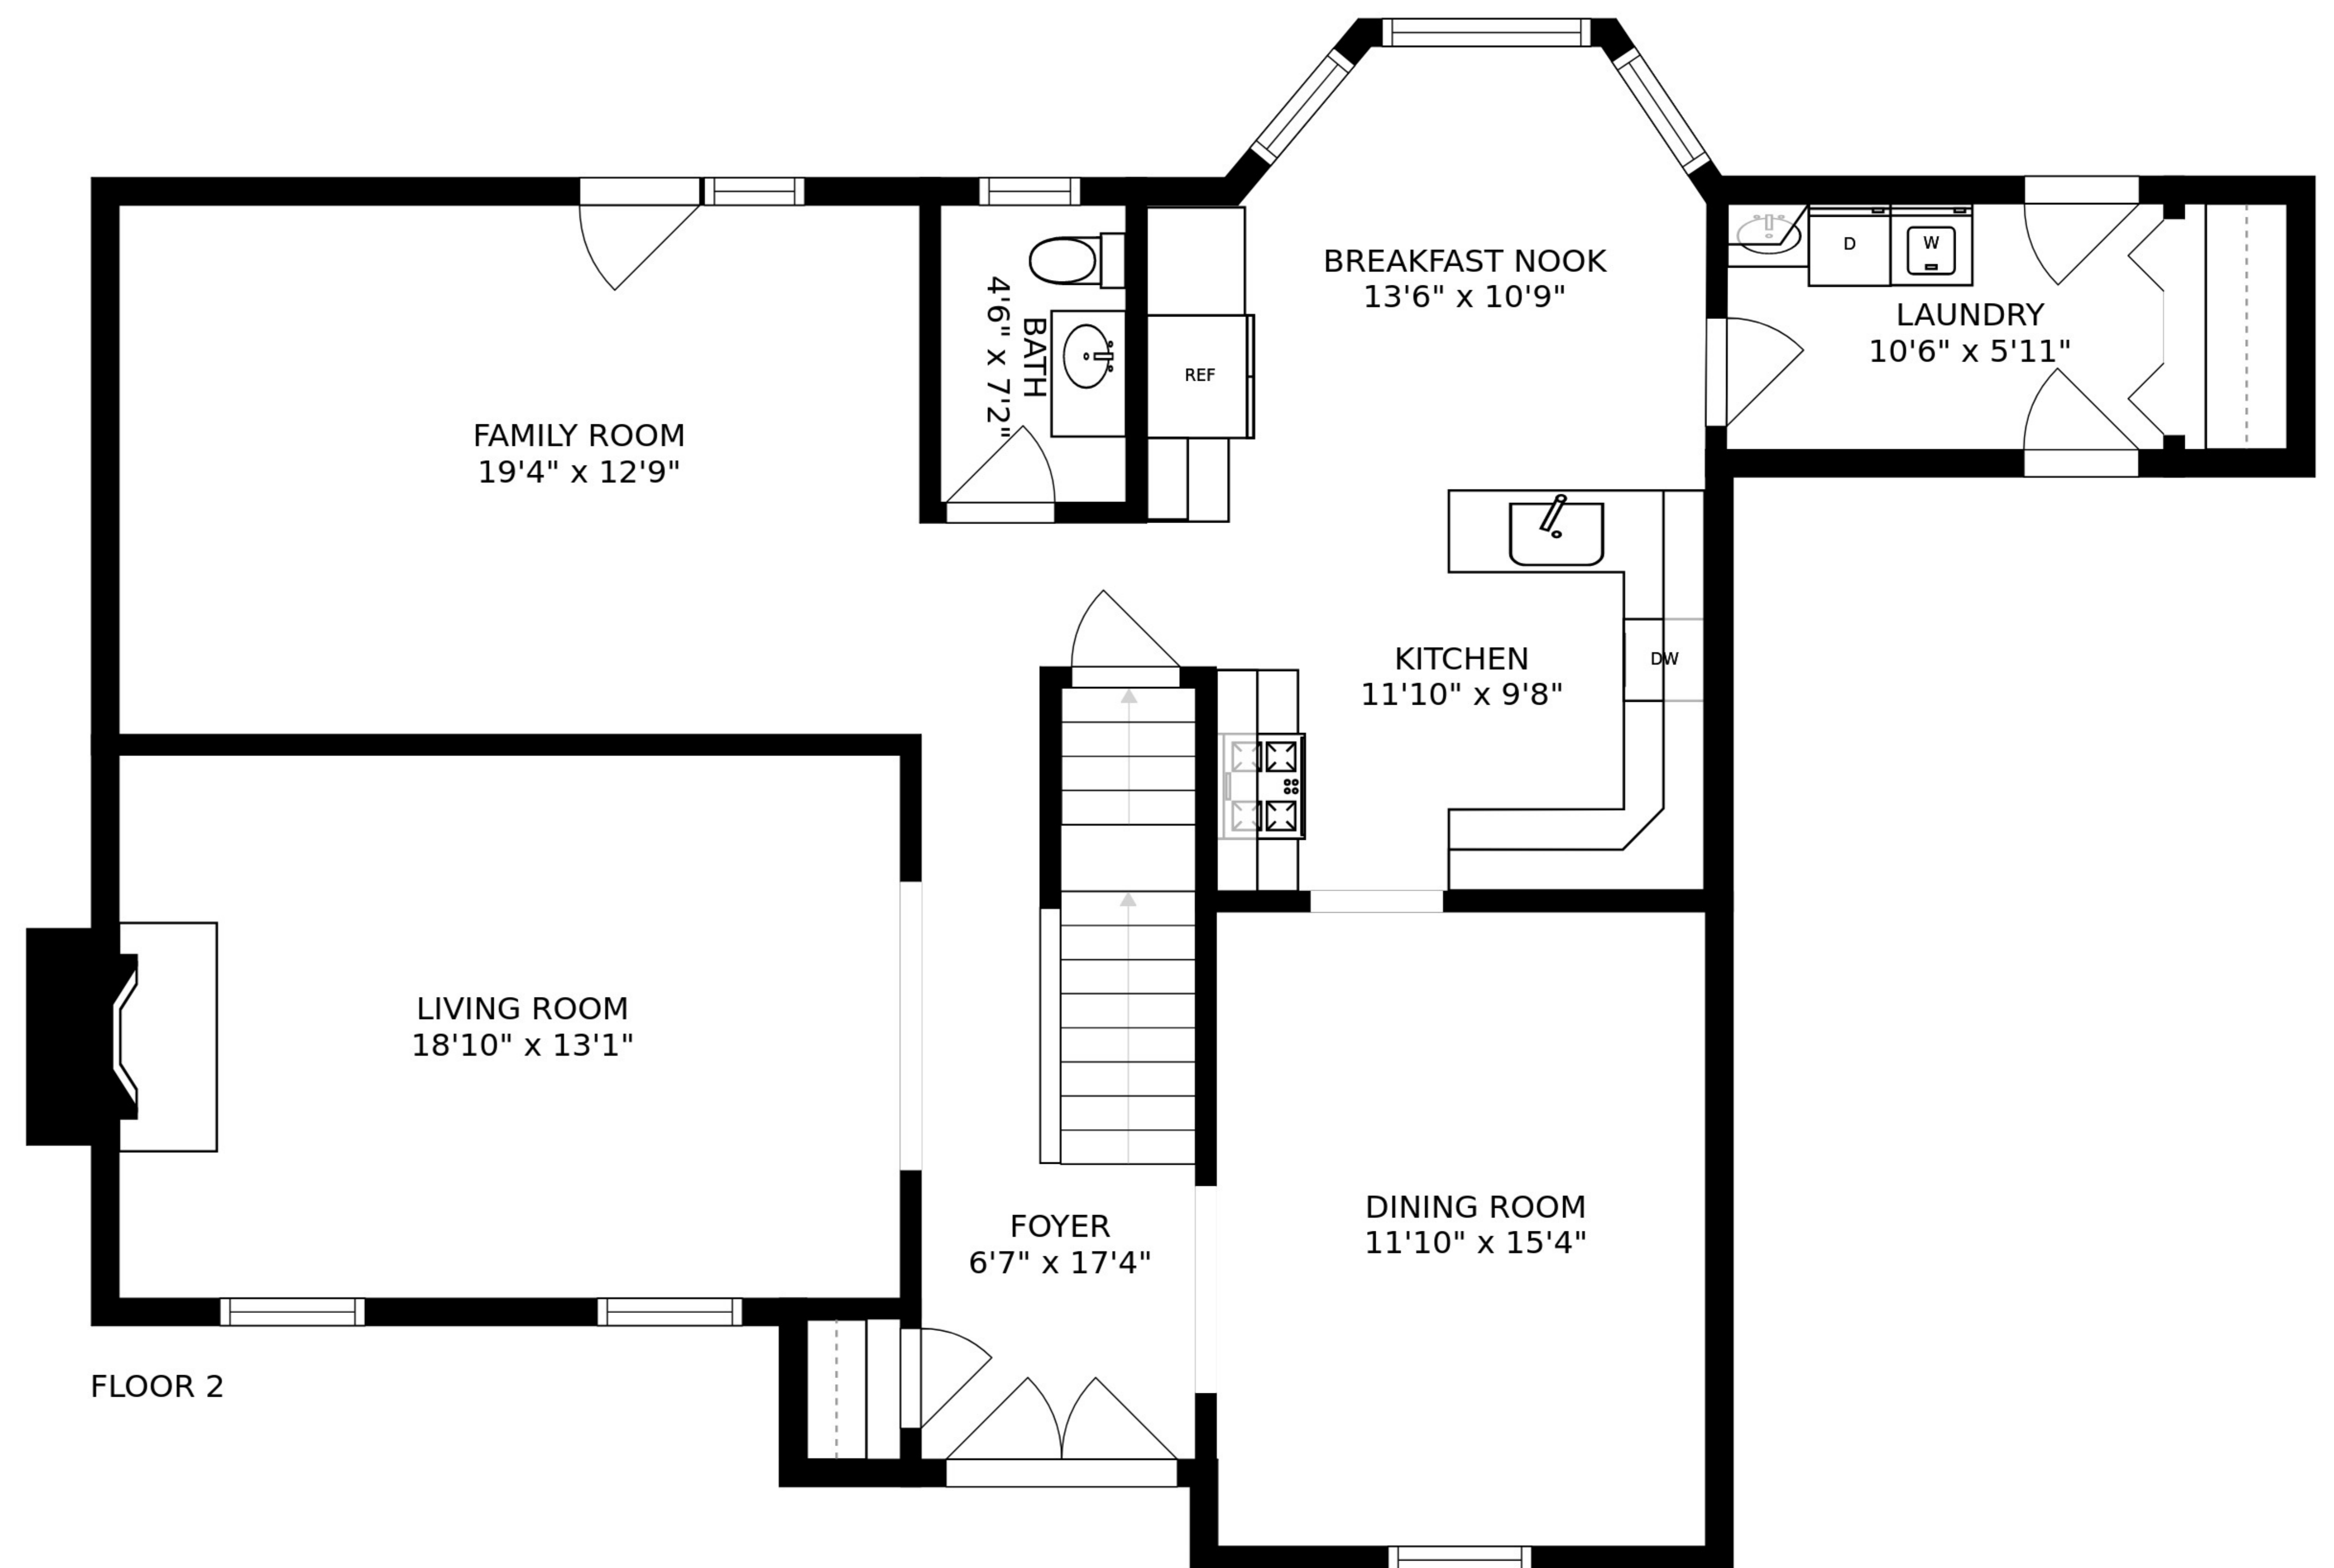 BREAKFAST NOOK
13'6" x 10'9"
D
W
LAUNDRY
10'6" x 5'11"
BATH
4'6" x 7'2"
REF
FAMILY ROOM
19'4" x 12'9"
KITCHEN
11'10" x 9'8"
DW
LIVING ROOM
18'10" x 13'1"
DINING ROOM
11'10" x 15'4"
FOYER
6'7" x 17'4"
FLOOR 2